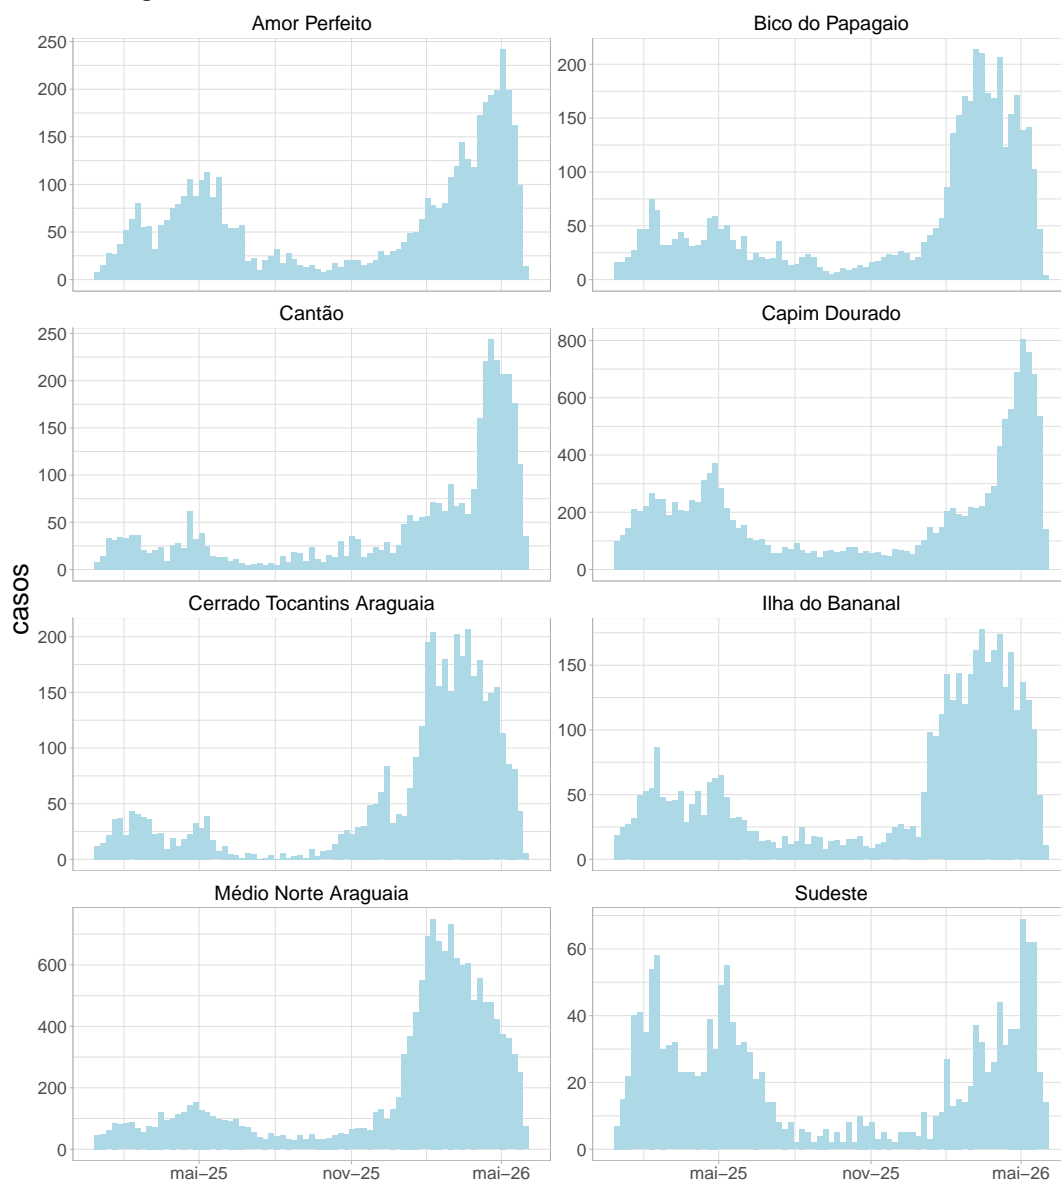 Amor Perfeito
Bico do Papagaio
250
200
150
100
50
0
200
150
100
50
0
Cantão
Capim Dourado
250
200
150
100
50
0
800
600
400
200
0
casos
Cerrado Tocantins Araguaia
Ilha do Bananal
200
150
100
50
0
150
100
50
0
Médio Norte Araguaia
Sudeste
600
400
200
0
60
40
20
0
mai−25
nov−25
mai−26
mai−25
nov−25
mai−26